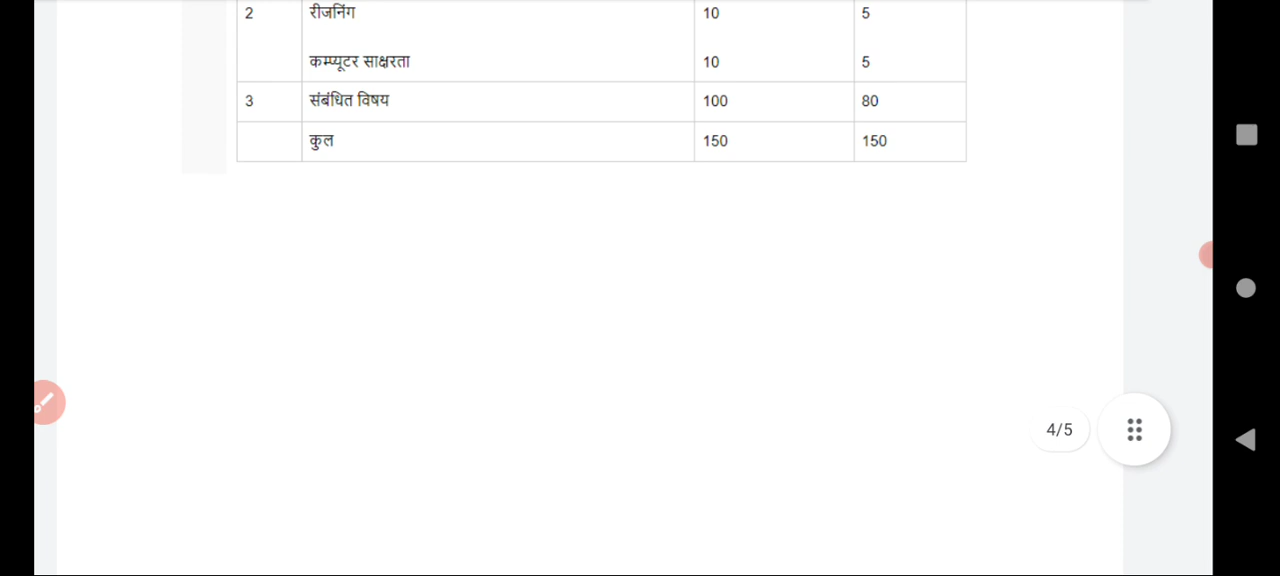 2 रीजनिंग 10 5
कम्प्यूटर साक्षरता 10 5
3 संबंधित विषय 100 80
कुल 150 150
4/5